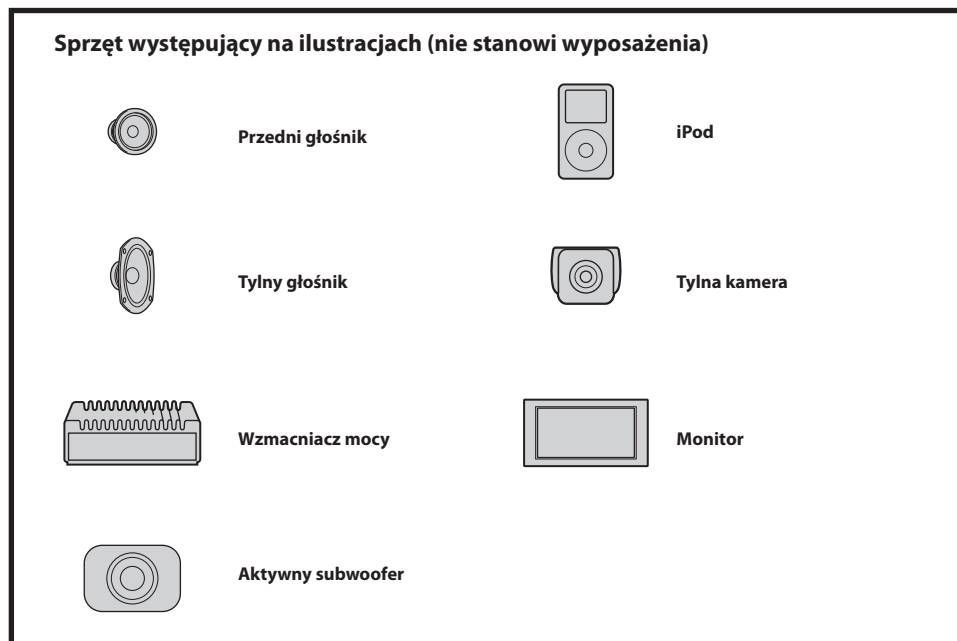 Sprzęt występujący na ilustracjach (nie stanowi wyposażenia)
Przedni głośnik
iPod
Tylny głośnik
Tylna kamera
Wzmacniacz mocy
Monitor
Aktywny subwoofer